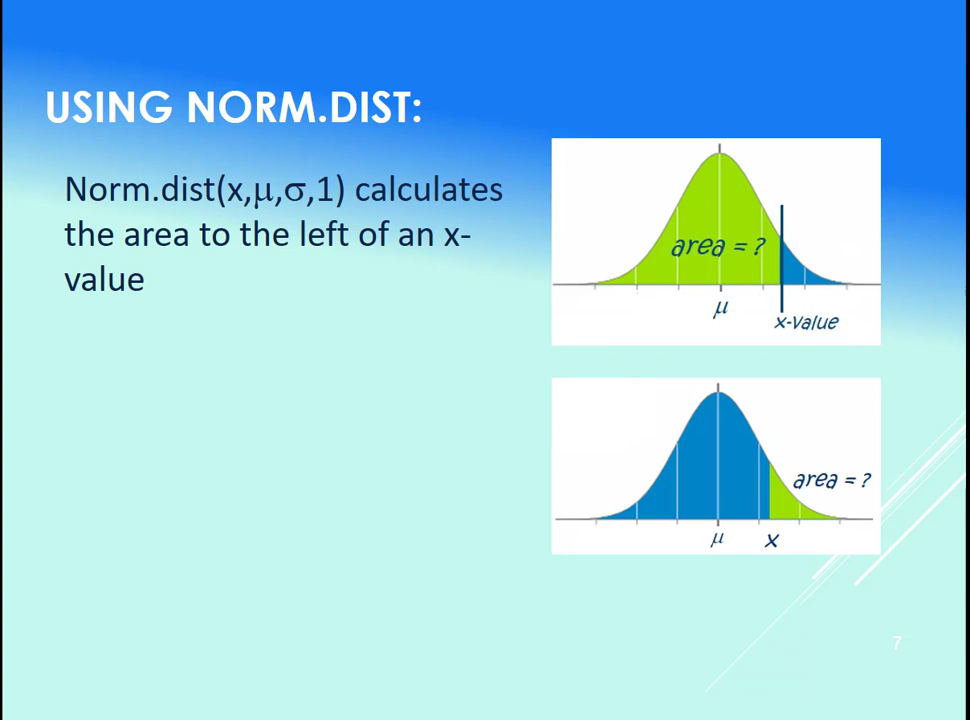 USING NORM.DIST:
Norm.dist(x,μ,σ,1) calculates
the area to the left of an x-
value
area = ?
μ
x-value
area = ?
μ
x
7